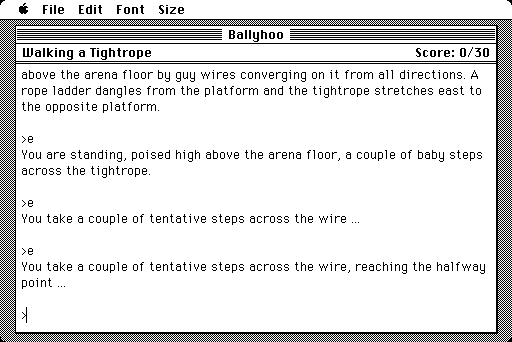 File Edit Font Size
Ballyhoo
Walking a Tightrope Score: 0/30
above the arena floor by guy wires converging on it from all directions. A
rope ladder dangles from the platform and the tightrope stretches east to
the opposite platform.
>e
You are standing, poised high above the arena floor, a couple of baby steps
across the tightrope.
>e
You take a couple of tentative steps across the wire ...
>e
You take a couple of tentative steps across the wire, reaching the halfway
point ...
>